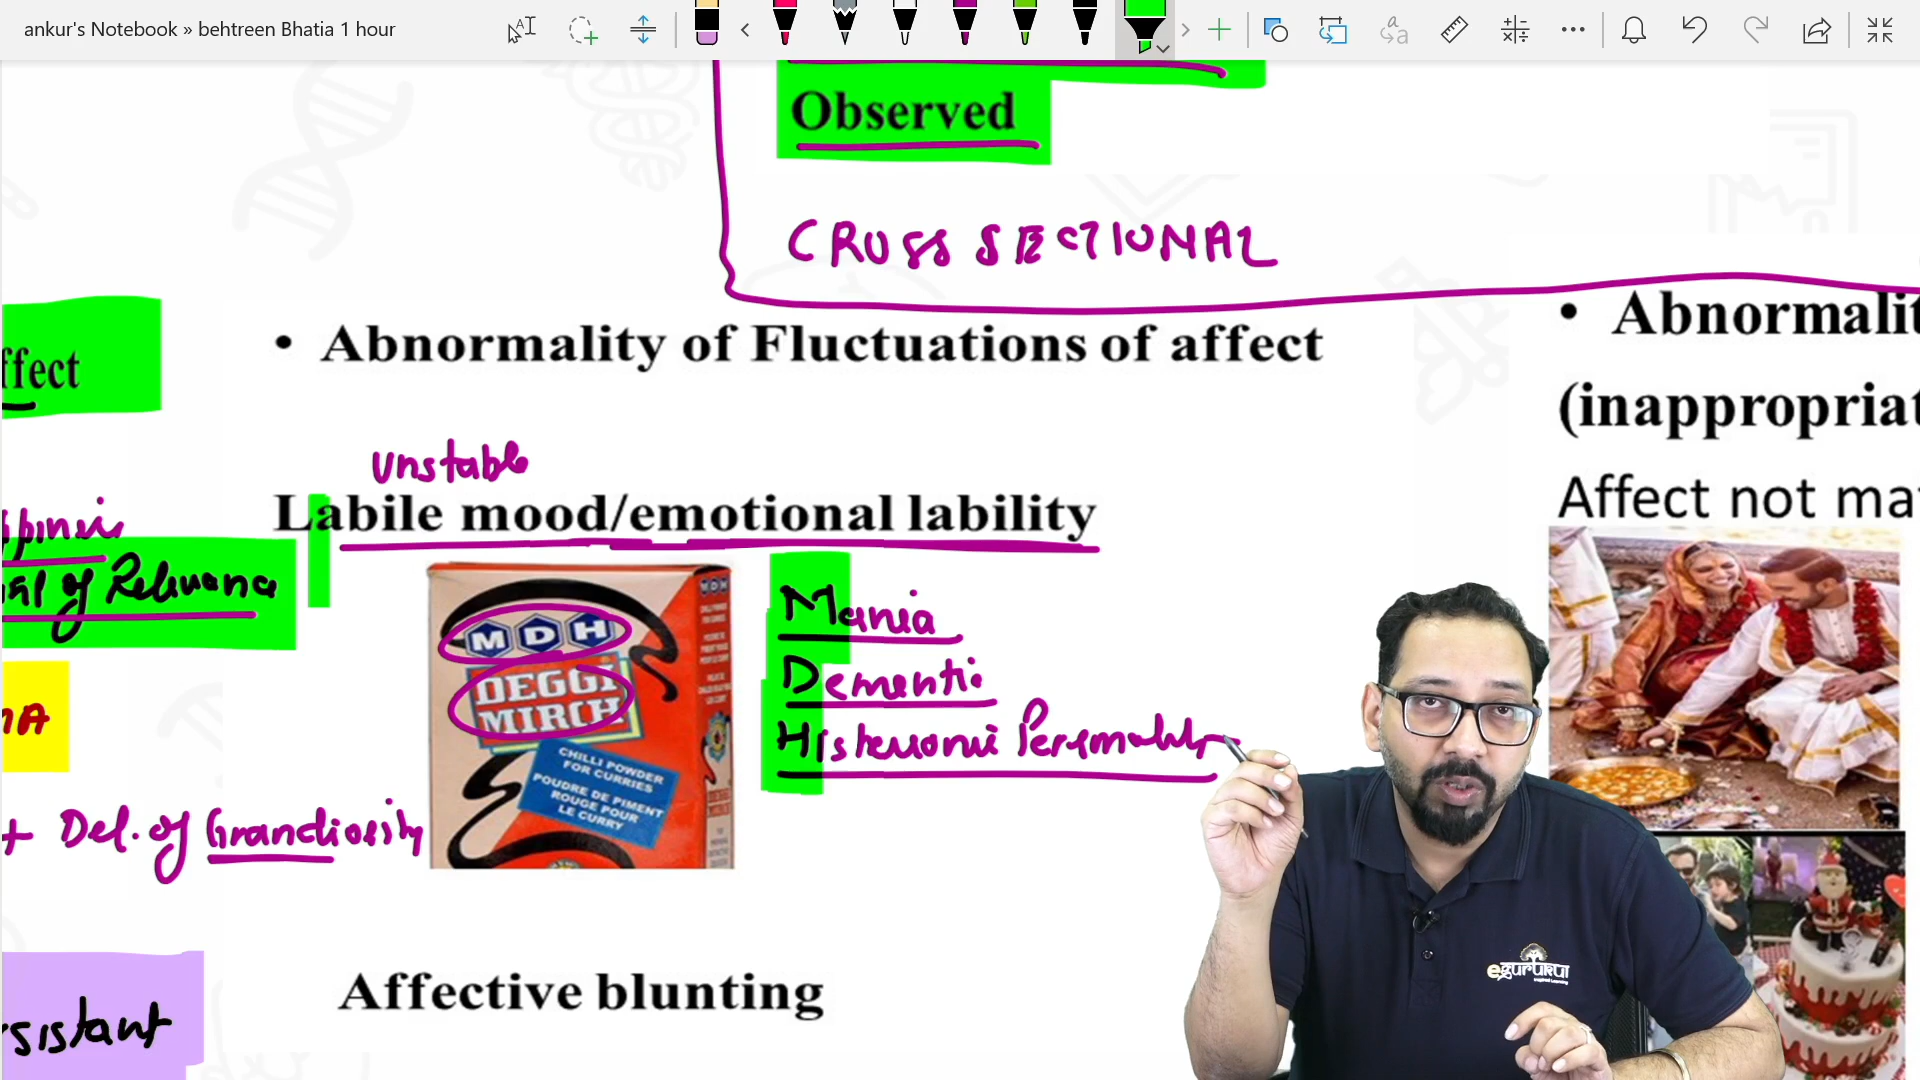 ankur's Notebook » behtreen Bhatia 1 hour
Observed
CROSS SECTIONAL
ffect
• Abnormality of Fluctuations of affect
• Abnormalit
(inappropriat
Affect not ma
Unstable
Labile mood/emotional lability
of Relevance
MDH
DEGGI
MIRCH
CHILLI POWDER
FOR CURRIES
POUDRE DE PIMENT
ROUGE POUR
LE CURRY
Mania
Dementia
Histerionic Personality
+ Del. of Grandiosity
Affective blunting
sistant
egurukul